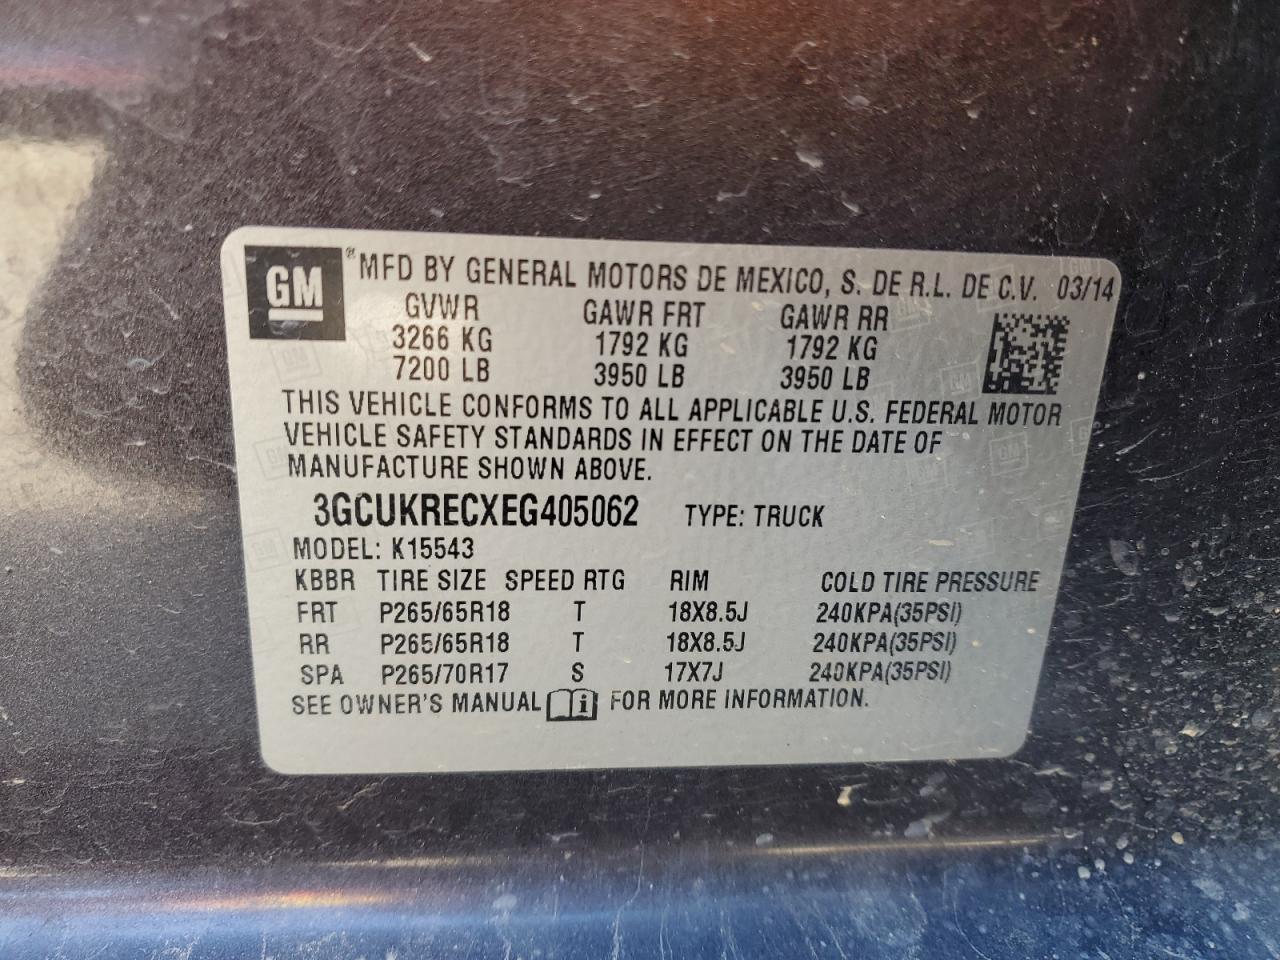 GM ® MFD BY GENERAL MOTORS DE MEXICO, S. DE R.L. DE C.V. 03/14
GVWR GAWR FRT GAWR RR
3266 KG 1792 KG 1792 KG
7200 LB 3950 LB 3950 LB
THIS VEHICLE CONFORMS TO ALL APPLICABLE U.S. FEDERAL MOTOR
VEHICLE SAFETY STANDARDS IN EFFECT ON THE DATE OF
MANUFACTURE SHOWN ABOVE.
3GCUKRECXEG405062 TYPE: TRUCK
MODEL: K15543
KBBR TIRE SIZE SPEED RTG RIM COLD TIRE PRESSURE
FRT P265/65R18 T 18X8.5J 240KPA(35PSI)
RR P265/65R18 T 18X8.5J 240KPA(35PSI)
SPA P265/70R17 S 17X7J 240KPA(35PSI)
SEE OWNER'S MANUAL i FOR MORE INFORMATION.